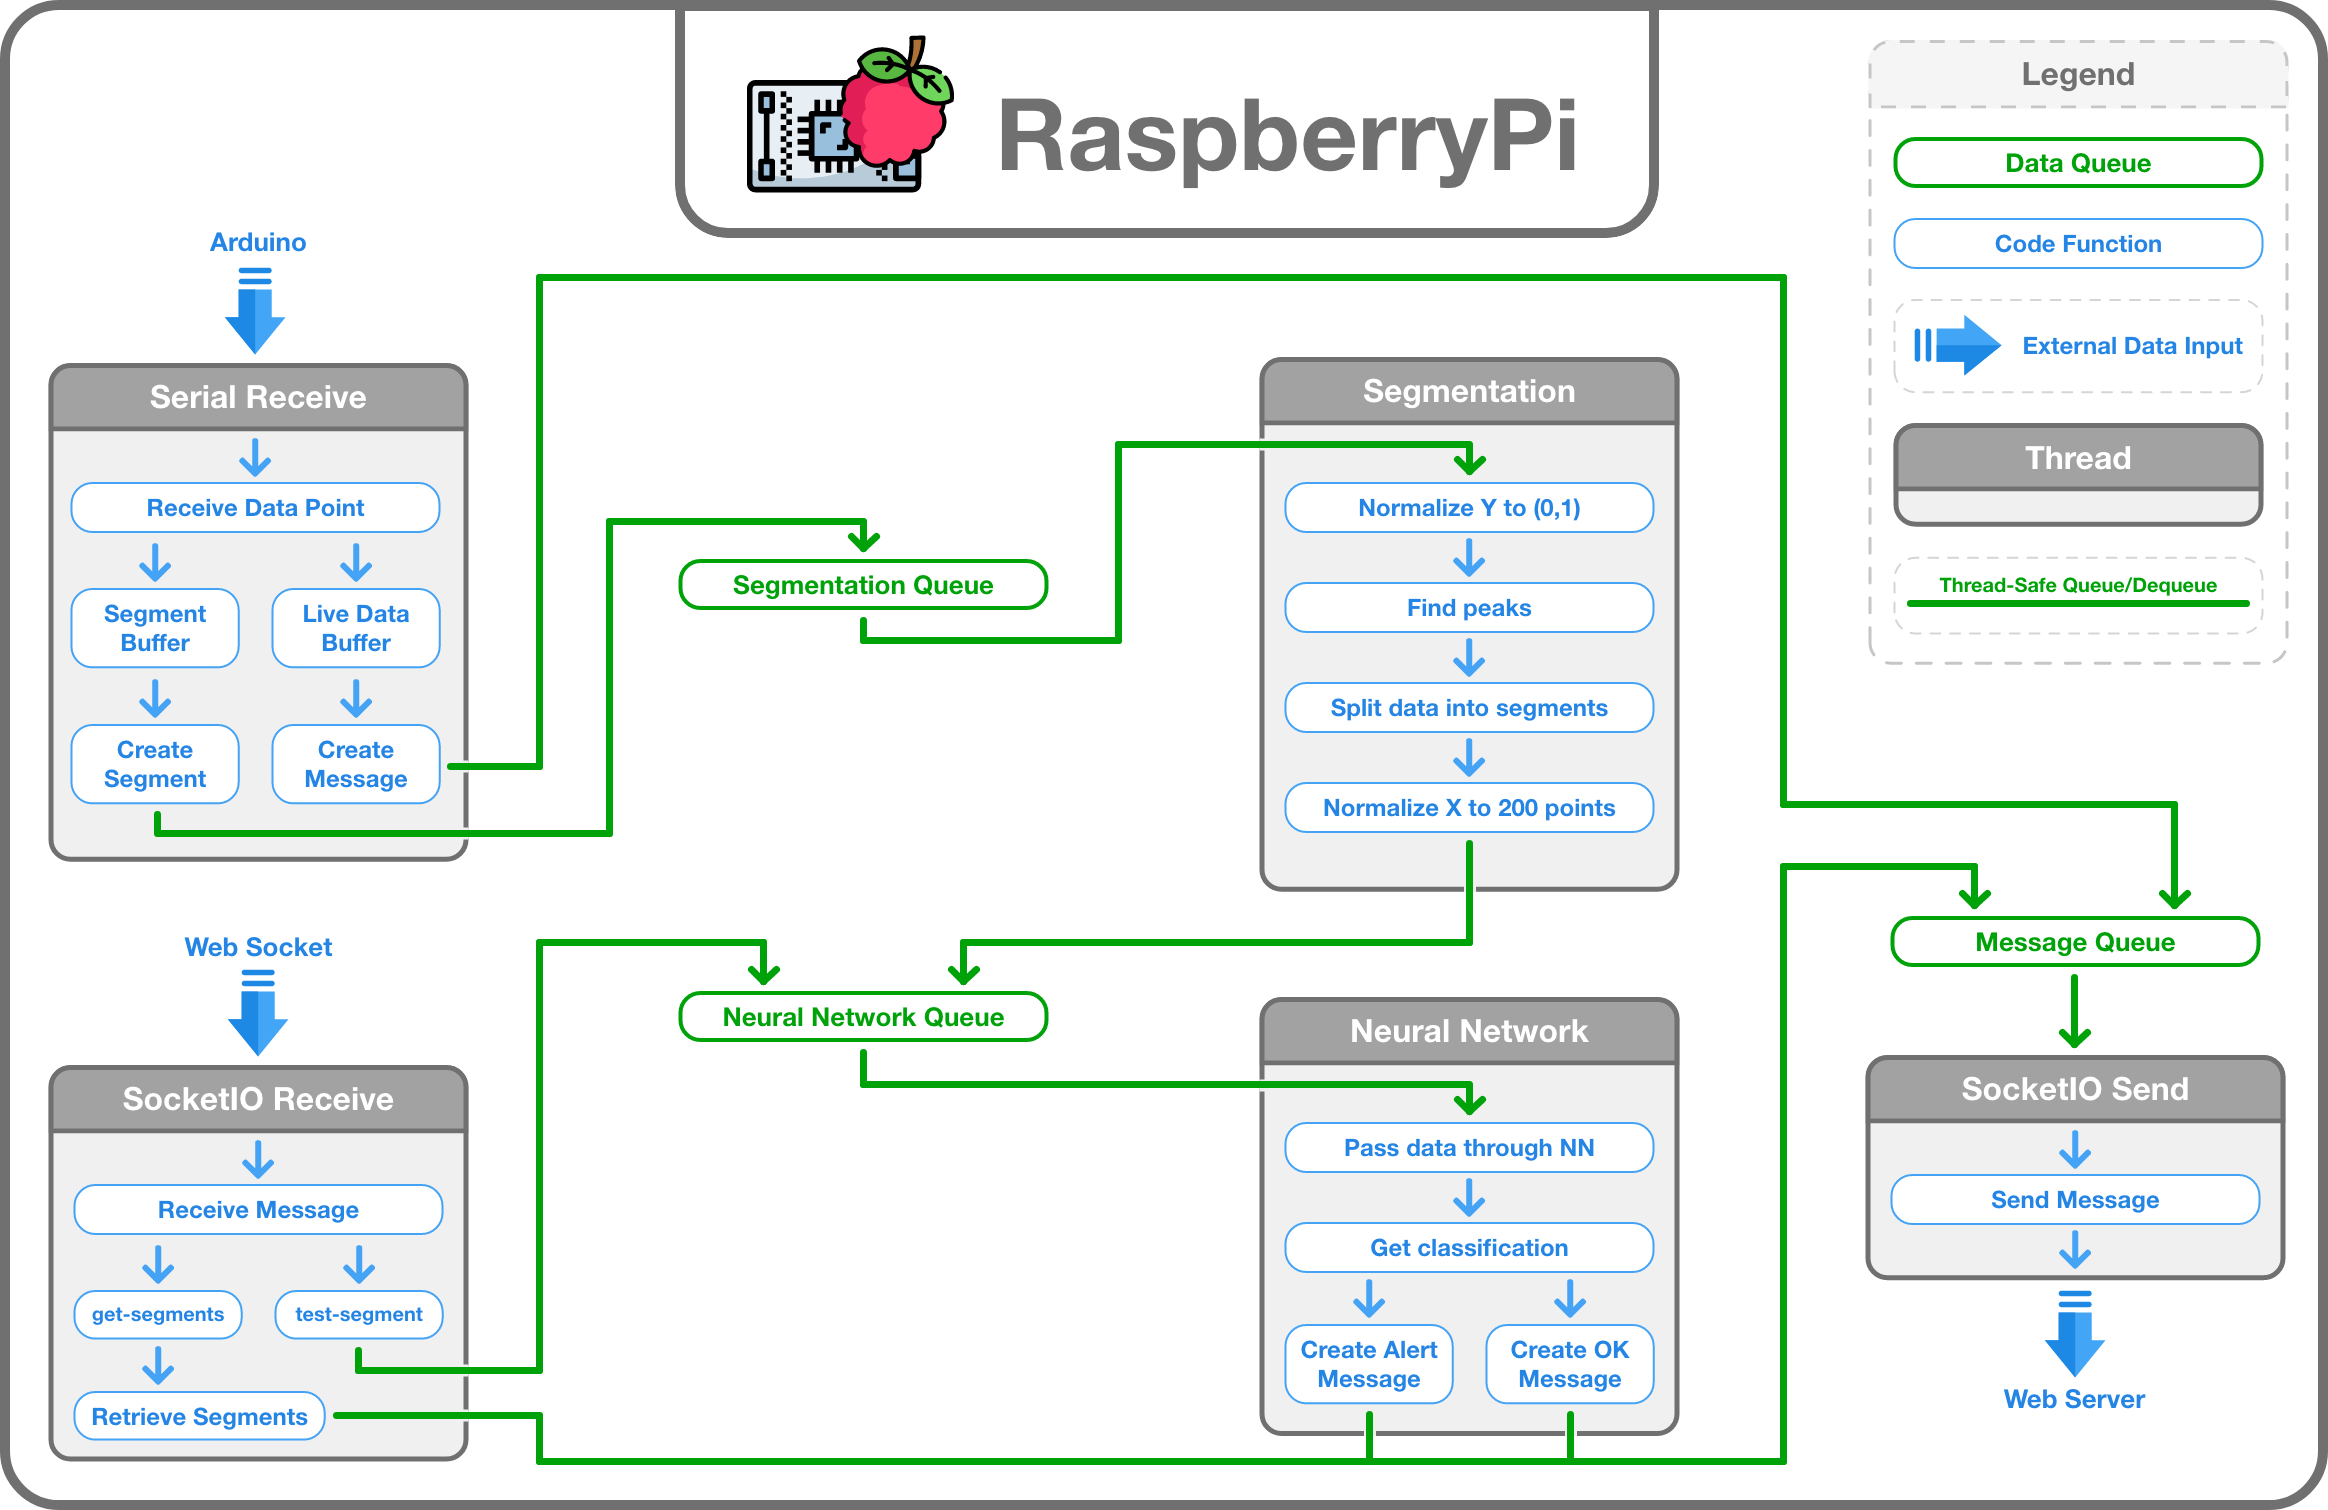 RaspberryPi
Legend
Data Queue
Code Function
External Data Input
Thread
Thread-Safe Queue/Dequeue
Arduino
Serial Receive
Receive Data Point
Segment
Buffer
Live Data
Buffer
Create
Segment
Create
Message
Segmentation Queue
Segmentation
Normalize Y to (0,1)
Find peaks
Split data into segments
Normalize X to 200 points
Web Socket
SocketIO Receive
Receive Message
get-segments
test-segment
Retrieve Segments
Neural Network Queue
Neural Network
Pass data through NN
Get classification
Create Alert
Message
Create OK
Message
Message Queue
SocketIO Send
Send Message
Web Server